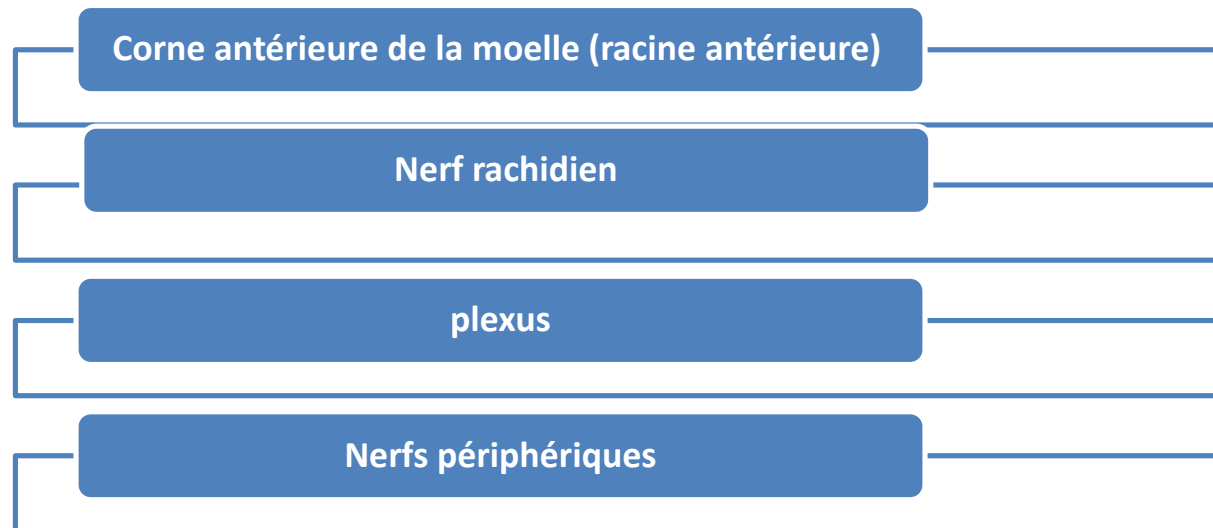 Corne antérieure de la moelle (racine antérieure)
Nerf rachidien
plexus
Nerfs périphériques